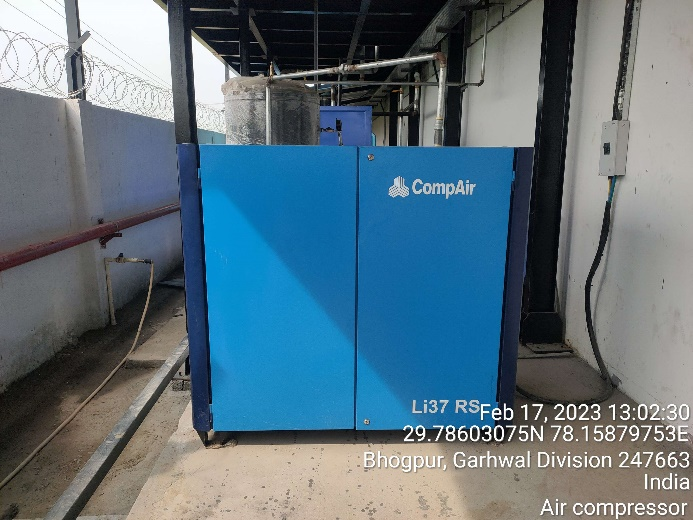 CompAir
Li37 RS
Feb 17, 2023 13:02:30
29.78603075N 78.15879753E
Bhogpur, Garhwal Division 247663
India
Air compressor